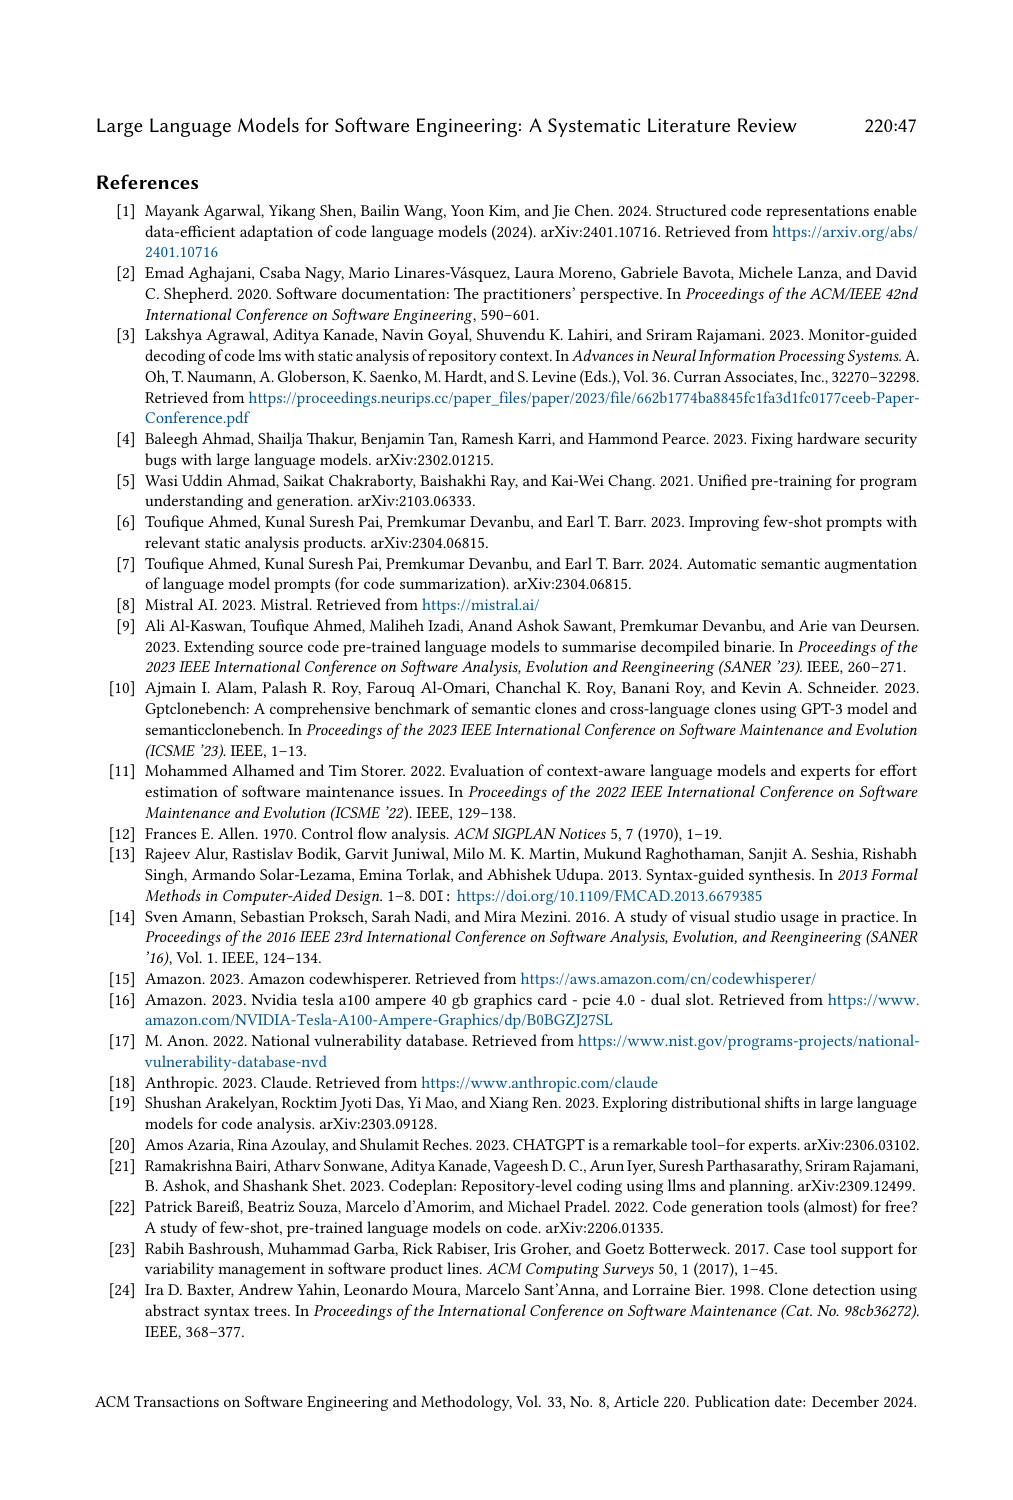 Large Language Models for Software Engineering: A Systematic Literature Review 220:47
References
[1] Mayank Agarwal, Yikang Shen, Bailin Wang, Yoon Kim, and Jie Chen. 2024. Structured code representations enable
data-efficient adaptation of code language models (2024). arXiv:2401.10716. Retrieved from https://arxiv.org/abs/
2401.10716
[2] Emad Aghajani, Csaba Nagy, Mario Linares-Vásquez, Laura Moreno, Gabriele Bavota, Michele Lanza, and David
C. Shepherd. 2020. Software documentation: The practitioners’ perspective. In Proceedings of the ACM/IEEE 42nd
International Conference on Software Engineering, 590–601.
[3] Lakshya Agrawal, Aditya Kanade, Navin Goyal, Shuvendu K. Lahiri, and Sriram Rajamani. 2023. Monitor-guided
decoding of code lms with static analysis of repository context. In Advances in Neural Information Processing Systems. A.
Oh, T. Naumann, A. Globerson, K. Saenko, M. Hardt, and S. Levine (Eds.), Vol. 36. Curran Associates, Inc., 32270–32298.
Retrieved from https://proceedings.neurips.cc/paper_files/paper/2023/file/662b1774ba8845fc1fa3d1fc0177ceeb-Paper-
Conference.pdf
[4] Baleegh Ahmad, Shailja Thakur, Benjamin Tan, Ramesh Karri, and Hammond Pearce. 2023. Fixing hardware security
bugs with large language models. arXiv:2302.01215.
[5] Wasi Uddin Ahmad, Saikat Chakraborty, Baishakhi Ray, and Kai-Wei Chang. 2021. Unified pre-training for program
understanding and generation. arXiv:2103.06333.
[6] Toufique Ahmed, Kunal Suresh Pai, Premkumar Devanbu, and Earl T. Barr. 2023. Improving few-shot prompts with
relevant static analysis products. arXiv:2304.06815.
[7] Toufique Ahmed, Kunal Suresh Pai, Premkumar Devanbu, and Earl T. Barr. 2024. Automatic semantic augmentation
of language model prompts (for code summarization). arXiv:2304.06815.
[8] Mistral AI. 2023. Mistral. Retrieved from https://mistral.ai/
[9] Ali Al-Kaswan, Toufique Ahmed, Maliheh Izadi, Anand Ashok Sawant, Premkumar Devanbu, and Arie van Deursen.
2023. Extending source code pre-trained language models to summarise decompiled binarie. In Proceedings of the
2023 IEEE International Conference on Software Analysis, Evolution and Reengineering (SANER ’23). IEEE, 260–271.
[10] Ajmain I. Alam, Palash R. Roy, Farouq Al-Omari, Chanchal K. Roy, Banani Roy, and Kevin A. Schneider. 2023.
Gptclonebench: A comprehensive benchmark of semantic clones and cross-language clones using GPT-3 model and
semanticclonebench. In Proceedings of the 2023 IEEE International Conference on Software Maintenance and Evolution
(ICSME ’23). IEEE, 1–13.
[11] Mohammed Alhamed and Tim Storer. 2022. Evaluation of context-aware language models and experts for effort
estimation of software maintenance issues. In Proceedings of the 2022 IEEE International Conference on Software
Maintenance and Evolution (ICSME ’22). IEEE, 129–138.
[12] Frances E. Allen. 1970. Control flow analysis. ACM SIGPLAN Notices 5, 7 (1970), 1–19.
[13] Rajeev Alur, Rastislav Bodik, Garvit Juniwal, Milo M. K. Martin, Mukund Raghothaman, Sanjit A. Seshia, Rishabh
Singh, Armando Solar-Lezama, Emina Torlak, and Abhishek Udupa. 2013. Syntax-guided synthesis. In 2013 Formal
Methods in Computer-Aided Design. 1–8. DOI: https://doi.org/10.1109/FMCAD.2013.6679385
[14] Sven Amann, Sebastian Proksch, Sarah Nadi, and Mira Mezini. 2016. A study of visual studio usage in practice. In
Proceedings of the 2016 IEEE 23rd International Conference on Software Analysis, Evolution, and Reengineering (SANER
’16), Vol. 1. IEEE, 124–134.
[15] Amazon. 2023. Amazon codewhisperer. Retrieved from https://aws.amazon.com/cn/codewhisperer/
[16] Amazon. 2023. Nvidia tesla a100 ampere 40 gb graphics card - pcie 4.0 - dual slot. Retrieved from https://www.
amazon.com/NVIDIA-Tesla-A100-Ampere-Graphics/dp/B0BGZJ27SL
[17] M. Anon. 2022. National vulnerability database. Retrieved from https://www.nist.gov/programs-projects/national-
vulnerability-database-nvd
[18] Anthropic. 2023. Claude. Retrieved from https://www.anthropic.com/claude
[19] Shushan Arakelyan, Rocktim Jyoti Das, Yi Mao, and Xiang Ren. 2023. Exploring distributional shifts in large language
models for code analysis. arXiv:2303.09128.
[20] Amos Azaria, Rina Azoulay, and Shulamit Reches. 2023. CHATGPT is a remarkable tool–for experts. arXiv:2306.03102.
[21] Ramakrishna Bairi, Atharv Sonwane, Aditya Kanade, Vageesh D. C., Arun Iyer, Suresh Parthasarathy, Sriram Rajamani,
B. Ashok, and Shashank Shet. 2023. Codeplan: Repository-level coding using llms and planning. arXiv:2309.12499.
[22] Patrick Bareiß, Beatriz Souza, Marcelo d’Amorim, and Michael Pradel. 2022. Code generation tools (almost) for free?
A study of few-shot, pre-trained language models on code. arXiv:2206.01335.
[23] Rabih Bashroush, Muhammad Garba, Rick Rabiser, Iris Groher, and Goetz Botterweck. 2017. Case tool support for
variability management in software product lines. ACM Computing Surveys 50, 1 (2017), 1–45.
[24] Ira D. Baxter, Andrew Yahin, Leonardo Moura, Marcelo Sant’Anna, and Lorraine Bier. 1998. Clone detection using
abstract syntax trees. In Proceedings of the International Conference on Software Maintenance (Cat. No. 98cb36272).
IEEE, 368–377.
ACM Transactions on Software Engineering and Methodology, Vol. 33, No. 8, Article 220. Publication date: December 2024.